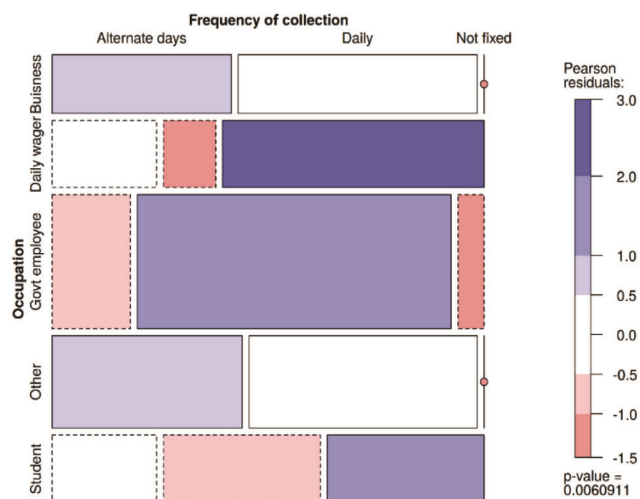 Frequency of collection
Alternate days Daily Not fixed
Occupation
Buisness
Daily wager
Govt employee
Other
Student
Pearson
residuals:
3.0
2.0
1.0
0.5
0.0
-0.5
-1.0
-1.5
p-value =
0.0060911